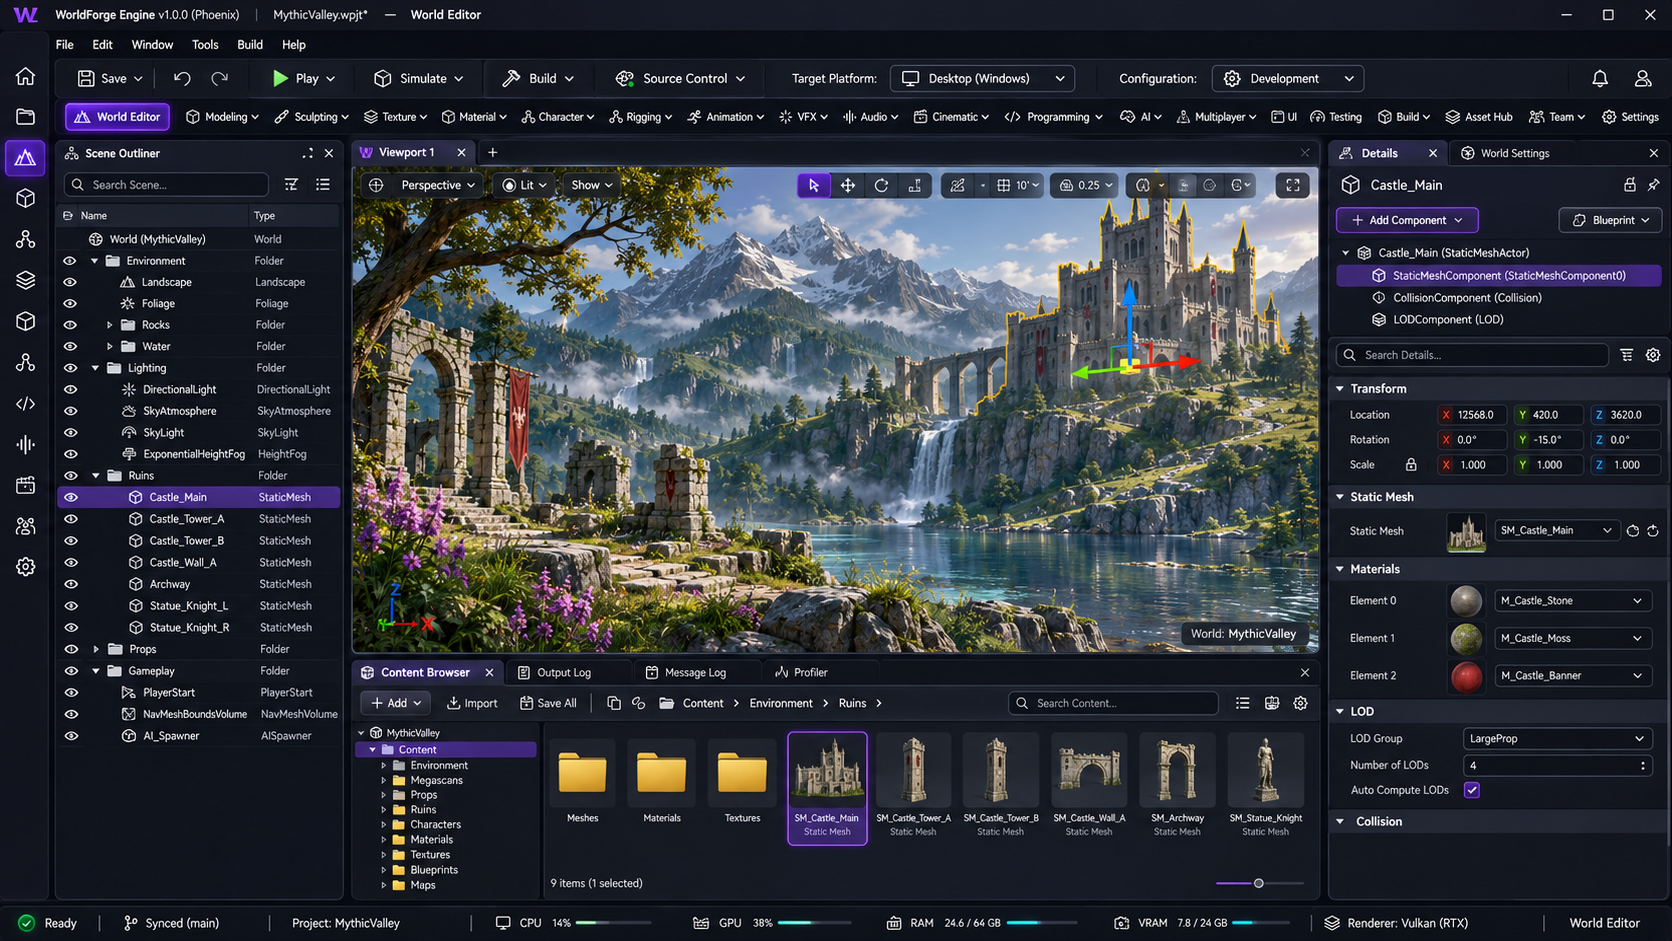 WorldForge Engine v1.0.0 (Phoenix) MythicValley.wpjt* — World Editor
File Edit Window Tools Build Help
Save Play Simulate Build Source Control Target Platform: Desktop (Windows) Configuration: Development
World Editor Modeling Sculpting Texture Material Character Rigging Animation VFX Audio Cinematic Programming AI Multiplayer UI Testing Build Asset Hub Team Settings
Scene Outliner
Search Scene...
Name Type
World (MythicValley) World
Environment Folder
Landscape Landscape
Foliage Foliage
Rocks Folder
Water Folder
Lighting Folder
DirectionalLight DirectionalLight
SkyAtmosphere SkyAtmosphere
SkyLight SkyLight
ExponentialHeightFog HeightFog
Ruins Folder
Castle_Main StaticMesh
Castle_Tower_A StaticMesh
Castle_Tower_B StaticMesh
Castle_Wall_A StaticMesh
Archway StaticMesh
Statue_Knight_L StaticMesh
Statue_Knight_R StaticMesh
Props Folder
Gameplay Folder
PlayerStart PlayerStart
NavMeshBoundsVolume NavMeshVolume
AI_Spawner AISpawner
Viewport 1
Perspective Lit Show 10° 0.25
Z
Y X
World: MythicValley
Content Browser Output Log Message Log Profiler
Add Import Save All Content > Environment > Ruins > Search Content...
MythicValley
Content
Environment
Megascans
Props
Ruins
Characters
Materials
Textures
Blueprints
Maps
Meshes Materials Textures SM_Castle_Main SM_Castle_Tower_A SM_Castle_Tower_B SM_Castle_Wall_A SM_Archway SM_Statue_Knight
Static Mesh Static Mesh Static Mesh Static Mesh Static Mesh Static Mesh
9 items (1 selected)
Details World Settings
Castle_Main
Add Component Blueprint
Castle_Main (StaticMeshActor)
StaticMeshComponent (StaticMeshComponent0)
CollisionComponent (Collision)
LODComponent (LOD)
Search Details...
Transform
Location X 12568.0 Y 420.0 Z 3620.0
Rotation X 0.0° Y -15.0° Z 0.0°
Scale X 1.000 Y 1.000 Z 1.000
Static Mesh
Static Mesh SM_Castle_Main
Materials
Element 0 M_Castle_Stone
Element 1 M_Castle_Moss
Element 2 M_Castle_Banner
LOD
LOD Group LargeProp
Number of LODs 4
Auto Compute LODs
Collision
Ready Synced (main) Project: MythicValley CPU 14% GPU 38% RAM 24.6 / 64 GB VRAM 7.8 / 24 GB Renderer: Vulkan (RTX) World Editor